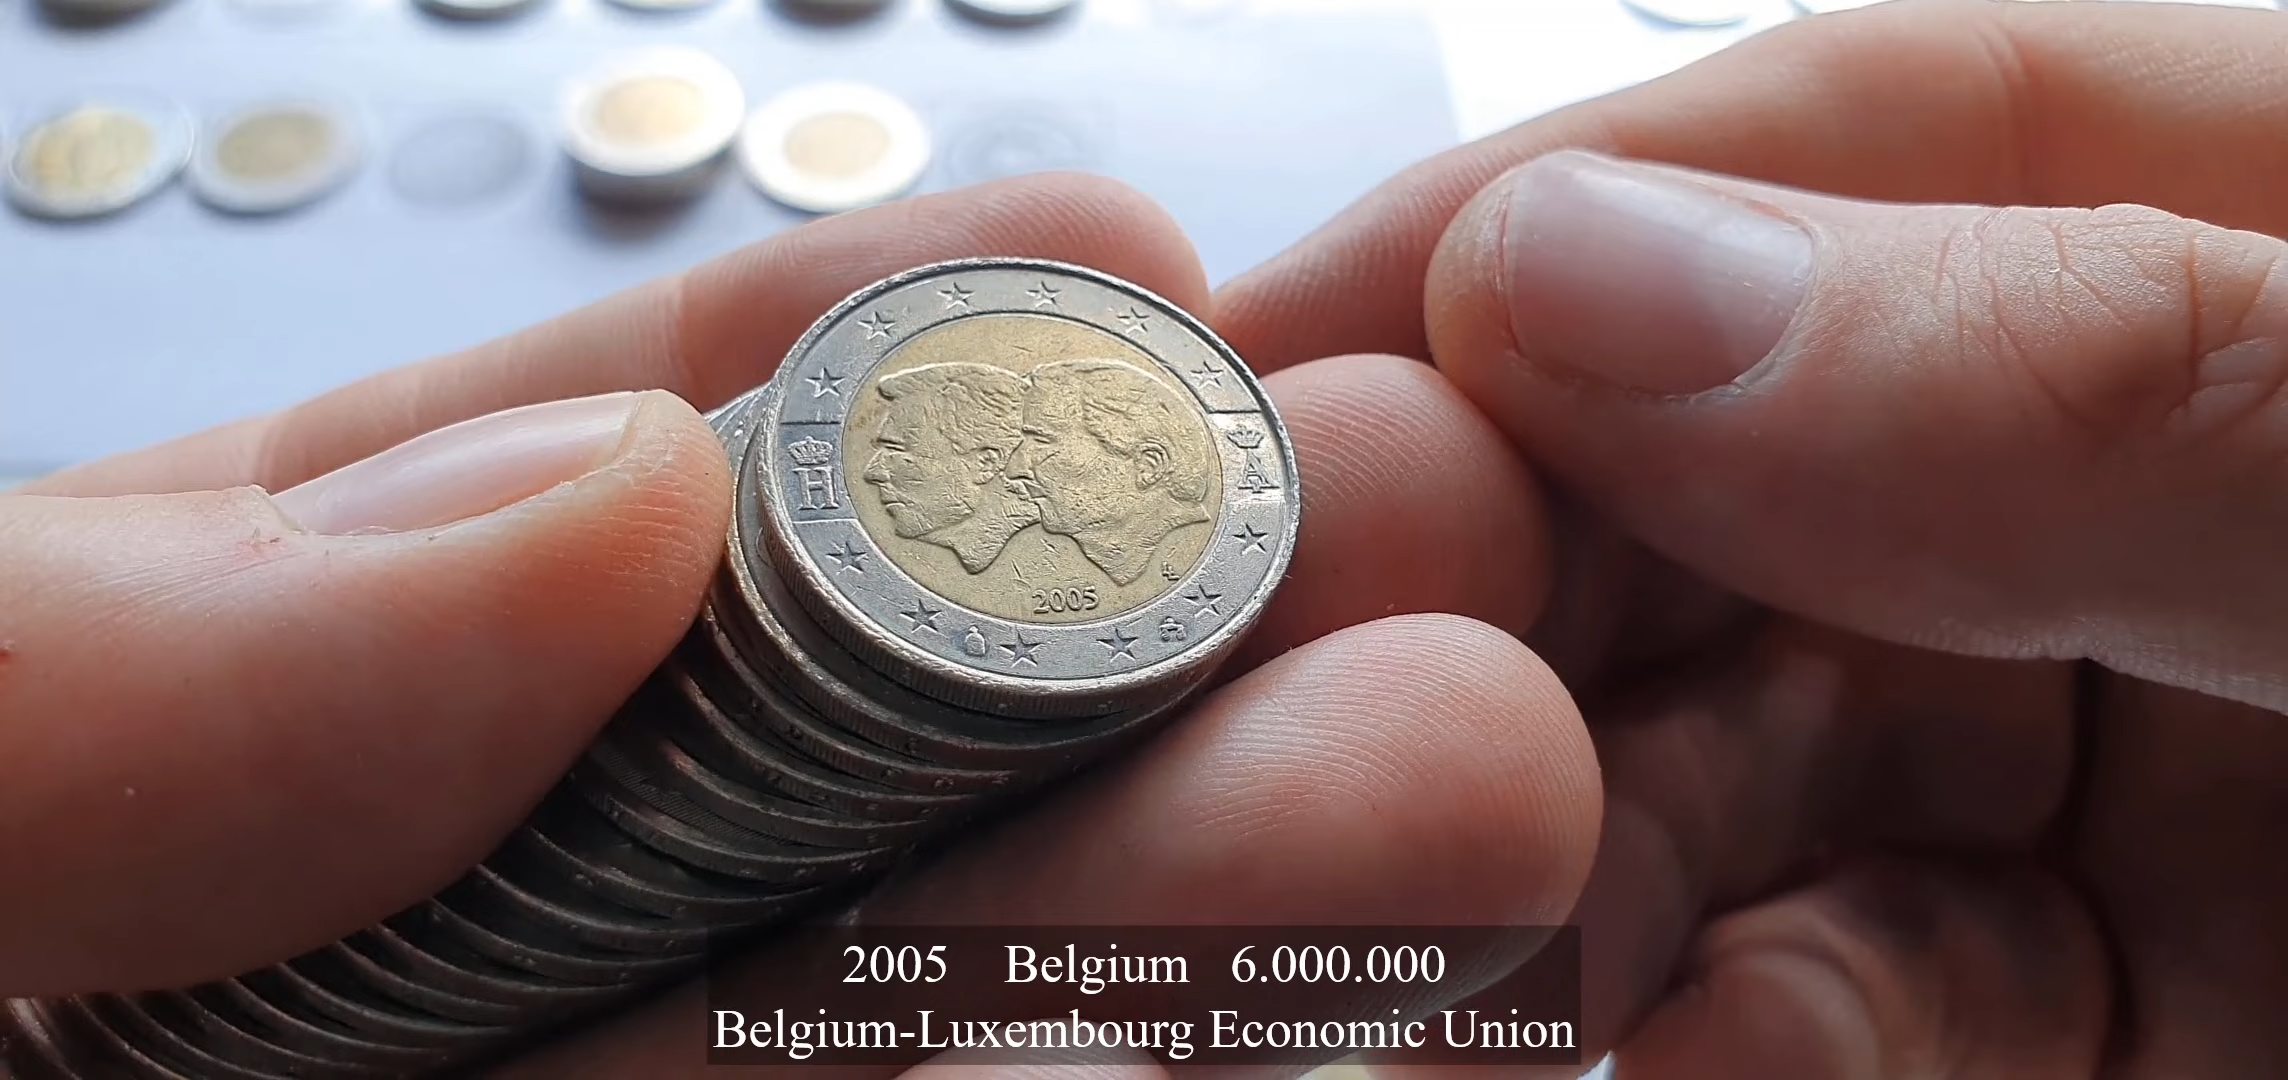 H
A
2005
2005 Belgium 6.000.000
Belgium-Luxembourg Economic Union